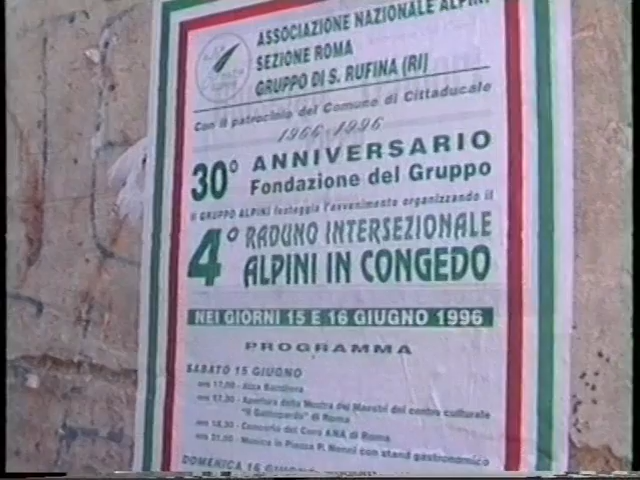 ASSOCIAZIONE NAZIONALE ALPINI
SEZIONE ROMA
GRUPPO DI S. RUFINA (RI)
Con il patrocinio del Comune di Cittaducale
1966-1996
30° ANNIVERSARIO
Fondazione del Gruppo
Il GRUPPO ALPINI festeggia l'avvenimento organizzando il
4° RADUNO INTERSEZIONALE
ALPINI IN CONGEDO
NEI GIORNI 15 E 16 GIUGNO 1996
PROGRAMMA
SABATO 15 GIUGNO
ore 17,00 - Alza Bandiera
ore 17,30 - Apertura della Mostra dei Maestri del centro culturale
"Il Gattopardo" di Roma
ore 18,30 - Concerto del Coro ANA di Roma
ore 21,00 - Musica in Piazza P. Nenni con stand gastronomico
DOMENICA 16 GIUGNO